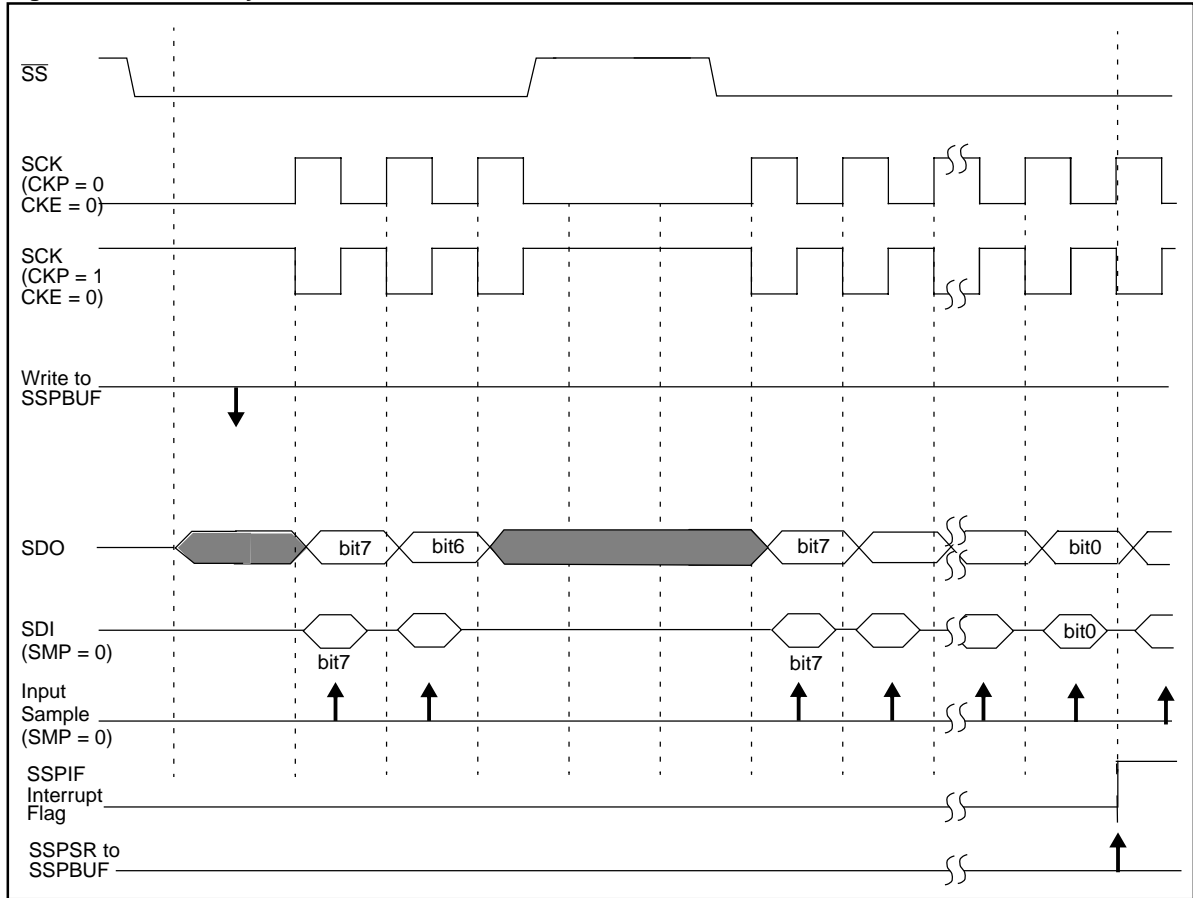 SS
SCK
(CKP = 0
CKE = 0)
SCK
(CKP = 1
CKE = 0)
Write to
SSPBUF
SDO
bit7
bit6
bit7
bit0
SDI
(SMP = 0)
bit7
bit7
bit0
Input
Sample
(SMP = 0)
SSPIF
Interrupt
Flag
SSPSR to
SSPBUF